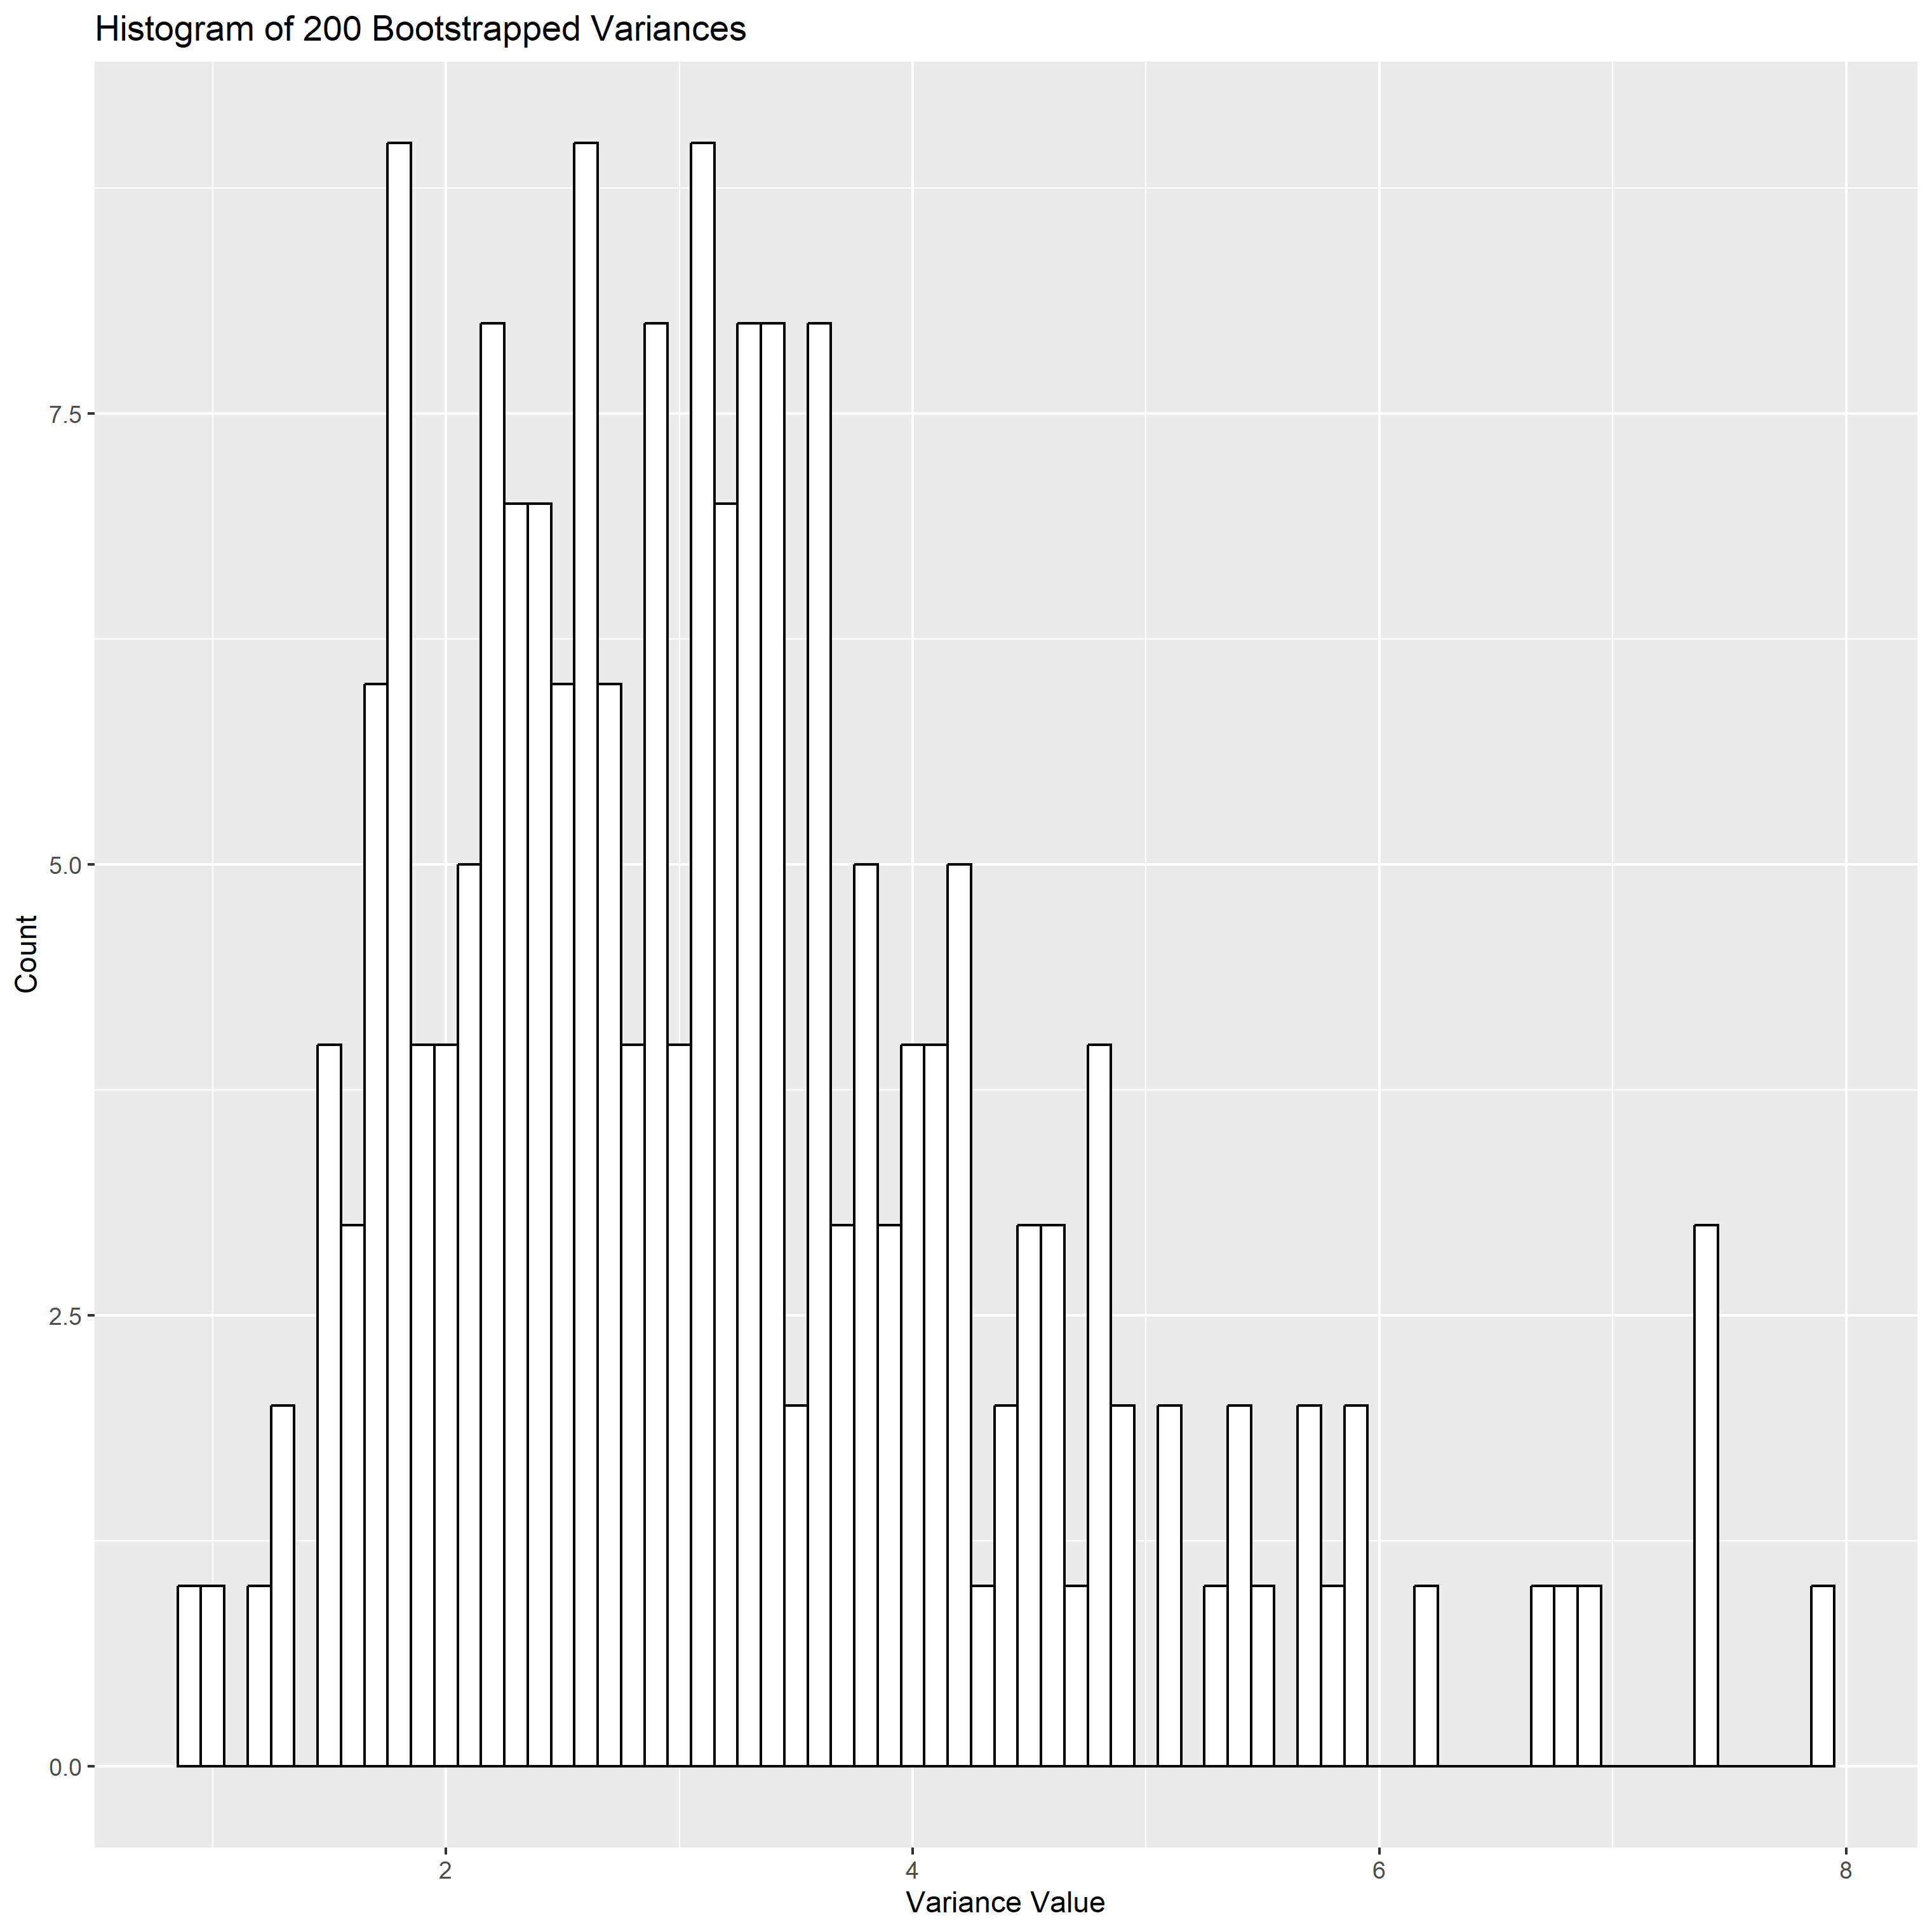 Histogram of 200 Bootstrapped Variances
7.5
5.0
2.5
0.0
Count
2 4 6 8
Variance Value